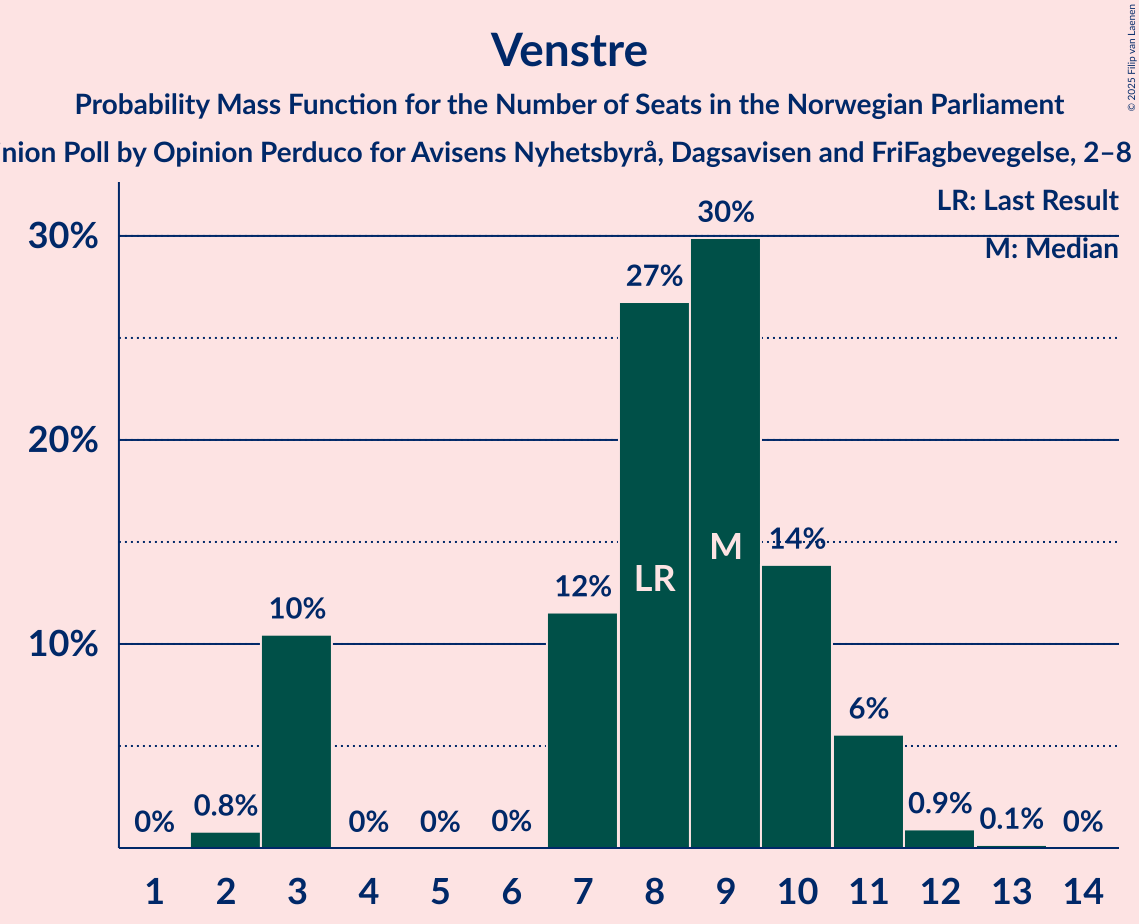 Venstre
Probability Mass Function for the Number of Seats in the Norwegian Parliament
Poll by Opinion Perduco for Avisens Nyhetsbyrå, Dagsavisen and FriFagbevegelse, 2–8
© 2025 Filip van Laenen
LR: Last Result
M: Median
30%
20%
10%
0%
0.8%
10%
0%
0%
0%
12%
27%
30%
14%
6%
0.9%
0.1%
0%
LR
M
1 2 3 4 5 6 7 8 9 10 11 12 13 14